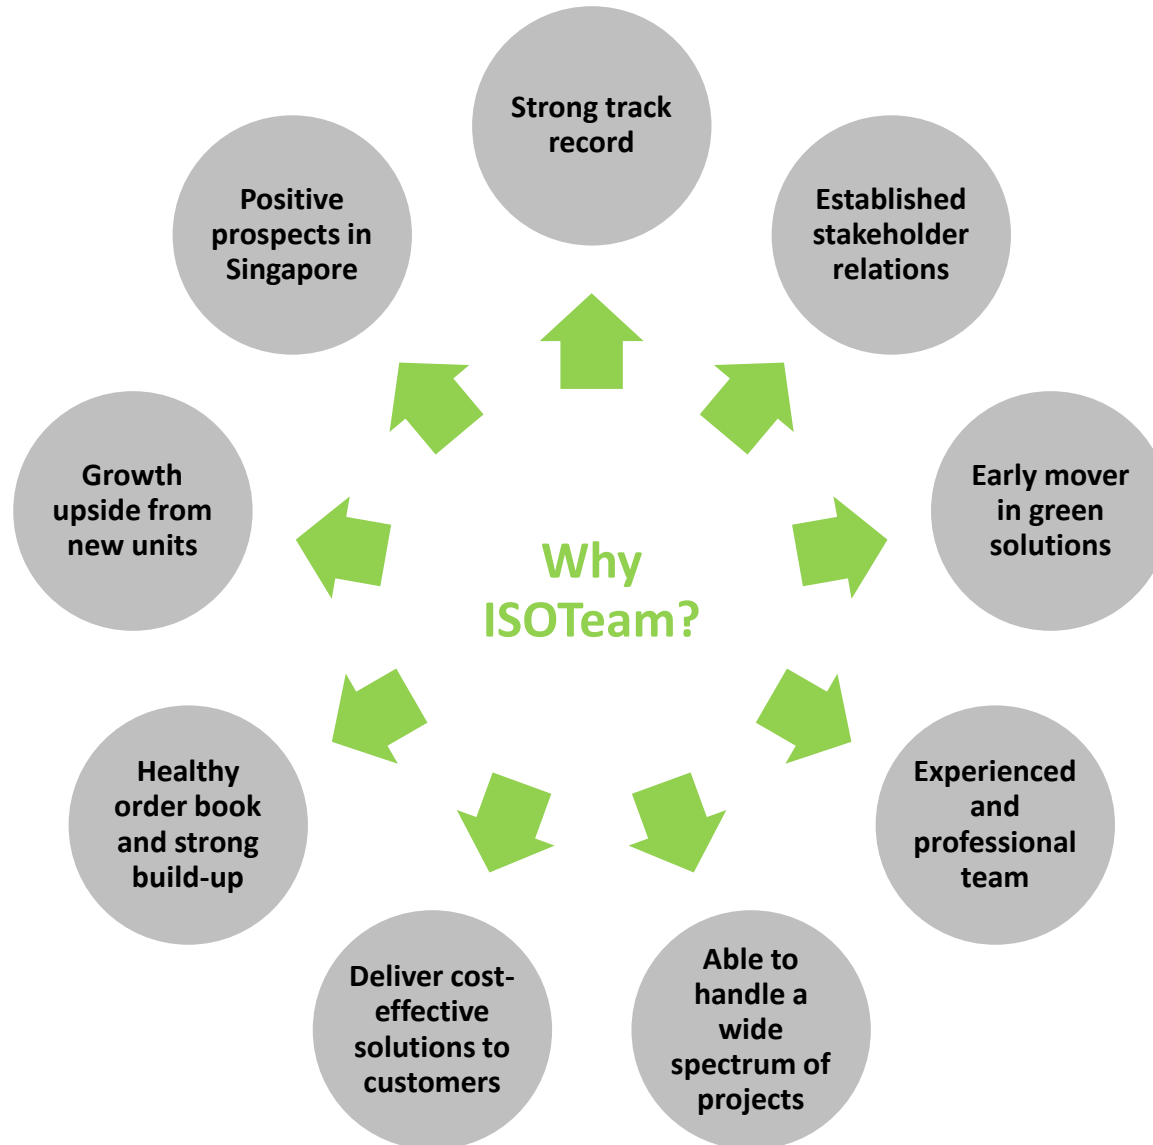 Strong track
record
Established
stakeholder
relations
Early mover
in green
solutions
Experienced
and
professional
team
Able to
handle a
wide
spectrum of
projects
Deliver cost-
effective
solutions to
customers
Healthy
order book
and strong
build-up
Growth
upside from
new units
Positive
prospects in
Singapore
Why
ISOTeam?